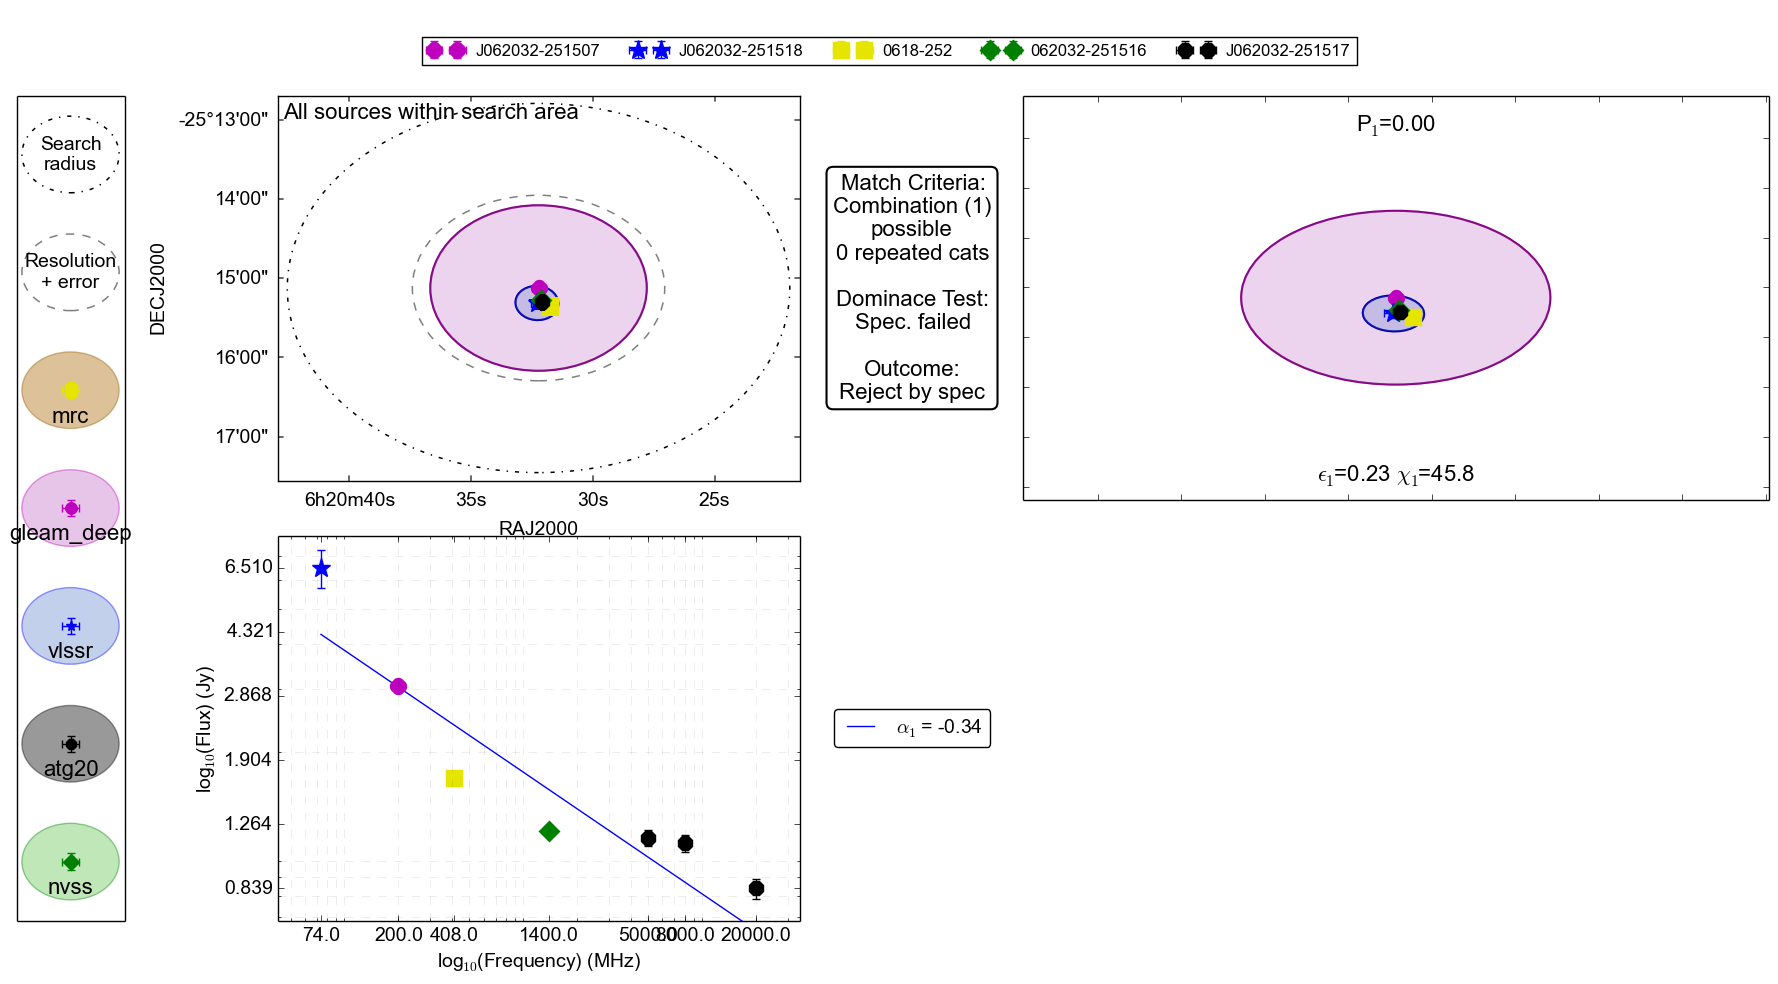 J062032-251507 J062032-251518 0618-252 062032-251516 J062032-251517
Search
radius
Resolution
+ error
mrc
gleam_deep
vlssr
atg20
nvss
All sources within search area
-25°13'00"
14'00"
15'00"
16'00"
17'00"
DECJ2000
6h20m40s 35s 30s 25s
RAJ2000
Match Criteria:
Combination (1)
possible
0 repeated cats
Dominace Test:
Spec. failed
Outcome:
Reject by spec
P₁=0.00
ϵ₁=0.23 χ₁=45.8
6.510
4.321
2.868
1.904
1.264
0.839
log₁₀(Flux) (Jy)
74.0 200.0 408.0 1400.0 5000.0 8000.0 20000.0
log₁₀(Frequency) (MHz)
α₁ = -0.34